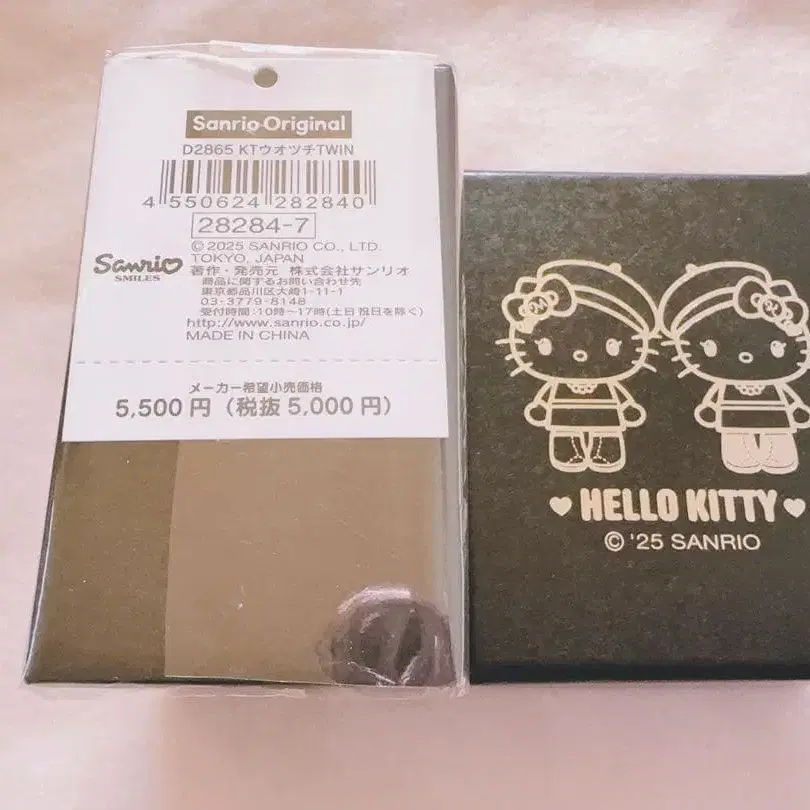 Sanrio Original
D2865 KTウオツチTWIN
4 550624 282840
28284-7
© 2025 SANRIO CO., LTD.
TOKYO, JAPAN
Sanrio
SMILES
著作・発売元 株式会社サンリオ
商品に関するお問い合わせ先
東京都品川区大崎1-11-1
03-3779-8148
受付時間:10時〜17時(土日祝日を除く)
http://www.sanrio.co.jp/
MADE IN CHINA
メーカー希望小売価格
5,500円 (税抜 5,000円)
HELLO KITTY
© '25 SANRIO